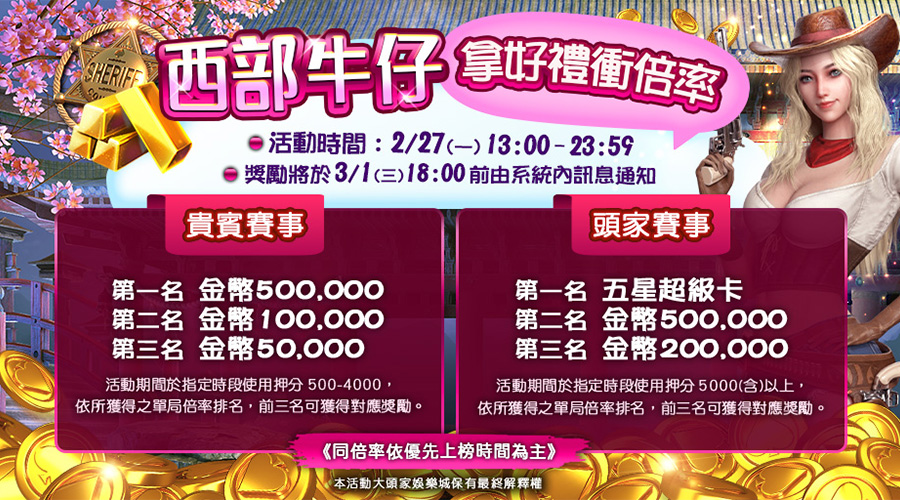 SHERIFF
西部牛仔 拿好禮衝倍率
活動時間：2/27(一) 13:00 - 23:59
獎勵將於 3/1(三)18:00 前由系統內訊息通知
貴賓賽事
第一名 金幣500,000
第二名 金幣100,000
第三名 金幣50,000
活動期間於指定時段使用押分 500-4000，
依所獲得之單局倍率排名，前三名可獲得對應獎勵。
頭家賽事
第一名 五星超級卡
第二名 金幣500,000
第三名 金幣200,000
活動期間於指定時段使用押分 5000(含)以上，
依所獲得之單局倍率排名，前三名可獲得對應獎勵。
《同倍率依優先上榜時間為主》
本活動大頭家娛樂城保有最終解釋權